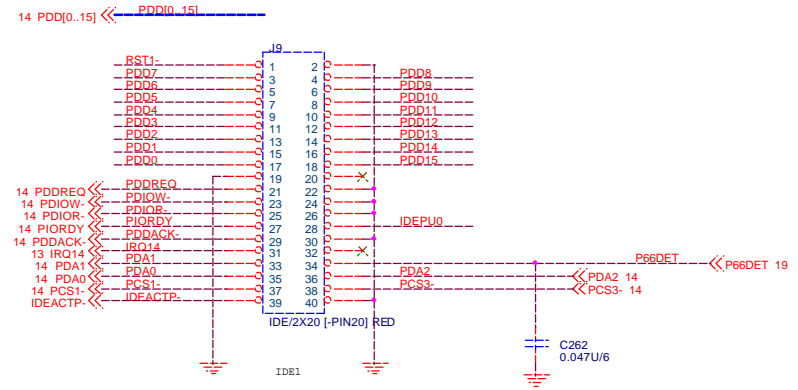 14 PDD[0..15] PDD[0..15]
J9
RST1- 1 2
PDD7 3 4 PDD8
PDD6 5 6 PDD9
PDD5 7 8 PDD10
PDD4 9 10 PDD11
PDD3 11 12 PDD12
PDD2 13 14 PDD13
PDD1 15 16 PDD14
PDD0 17 18 PDD15
19 20
14 PDDREQ PDDREQ 21 22
14 PDIOW- PDIOW- 23 24
14 PDIOR- PDIOR- 25 26
14 PIORDY PIORDY 27 28 IDEPU0
14 PDDACK- PDDACK- 29 30
13 IRQ14 IRQ14 31 32
14 PDA1 PDA1 33 34 P66DET P66DET 19
14 PDA0 PDA0 35 36 PDA2 PDA2 14
14 PCS1- PCS1- 37 38 PCS3- PCS3- 14
IDEACTP- IDEACTP- 39 40
IDE/2X20 [-PIN20] RED
C262
0.047U/6
IDE1